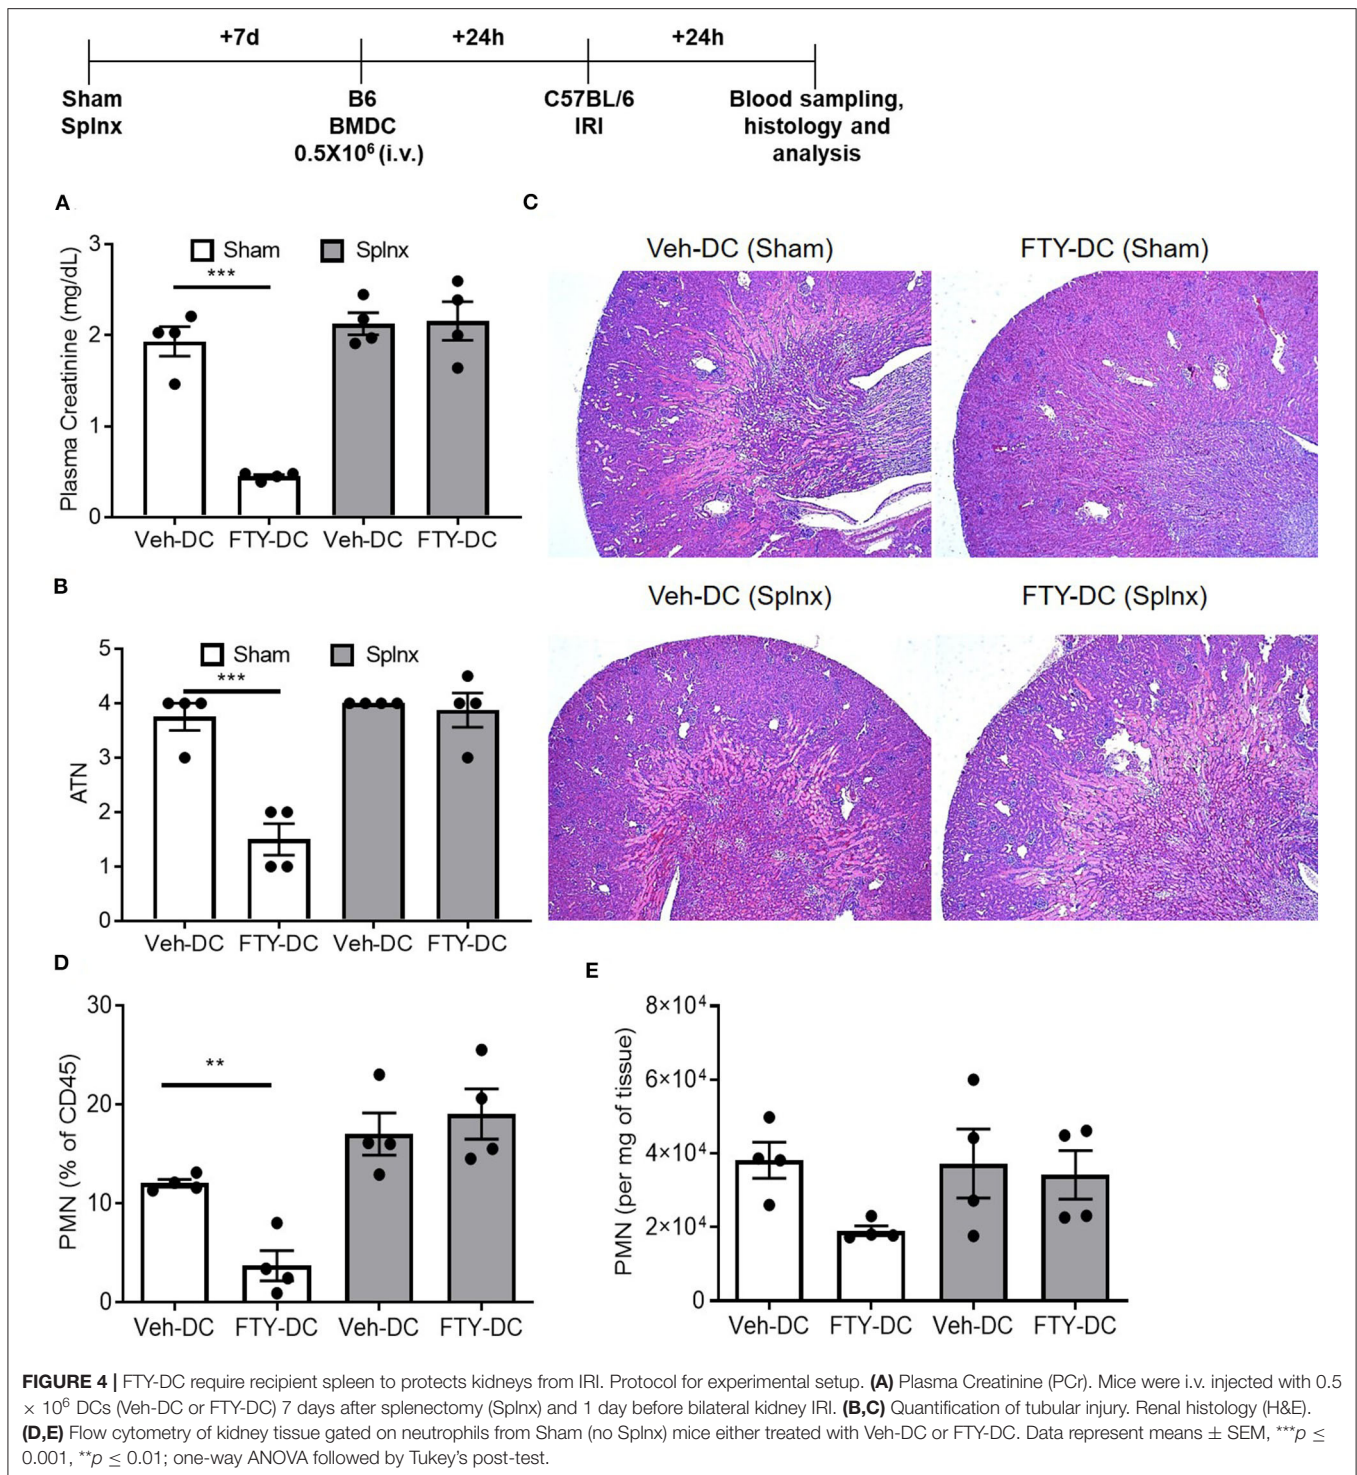 +7d +24h +24h
Sham B6 C57BL/6 Blood sampling,
Splnx BMDC IRI histology and
0.5X10⁶ (i.v.) analysis
A
3
2
1
0
Plasma Creatinine (mg/dL)
Sham Splnx
***
Veh-DC FTY-DC Veh-DC FTY-DC
C
Veh-DC (Sham) FTY-DC (Sham)
Veh-DC (Splnx) FTY-DC (Splnx)
B
5
4
3
2
1
0
ATN
Sham Splnx
***
Veh-DC FTY-DC Veh-DC FTY-DC
D
30
20
10
0
PMN (% of CD45)
**
Veh-DC FTY-DC Veh-DC FTY-DC
E
8×10⁴
6×10⁴
4×10⁴
2×10⁴
0
PMN (per mg of tissue)
Veh-DC FTY-DC Veh-DC FTY-DC
FIGURE 4 | FTY-DC require recipient spleen to protects kidneys from IRI. Protocol for experimental setup. (A) Plasma Creatinine (PCr). Mice were i.v. injected with 0.5
× 10⁶ DCs (Veh-DC or FTY-DC) 7 days after splenectomy (Splnx) and 1 day before bilateral kidney IRI. (B,C) Quantification of tubular injury. Renal histology (H&E).
(D,E) Flow cytometry of kidney tissue gated on neutrophils from Sham (no Splnx) mice either treated with Veh-DC or FTY-DC. Data represent means ± SEM, ***p ≤
0.001, **p ≤ 0.01; one-way ANOVA followed by Tukey's post-test.